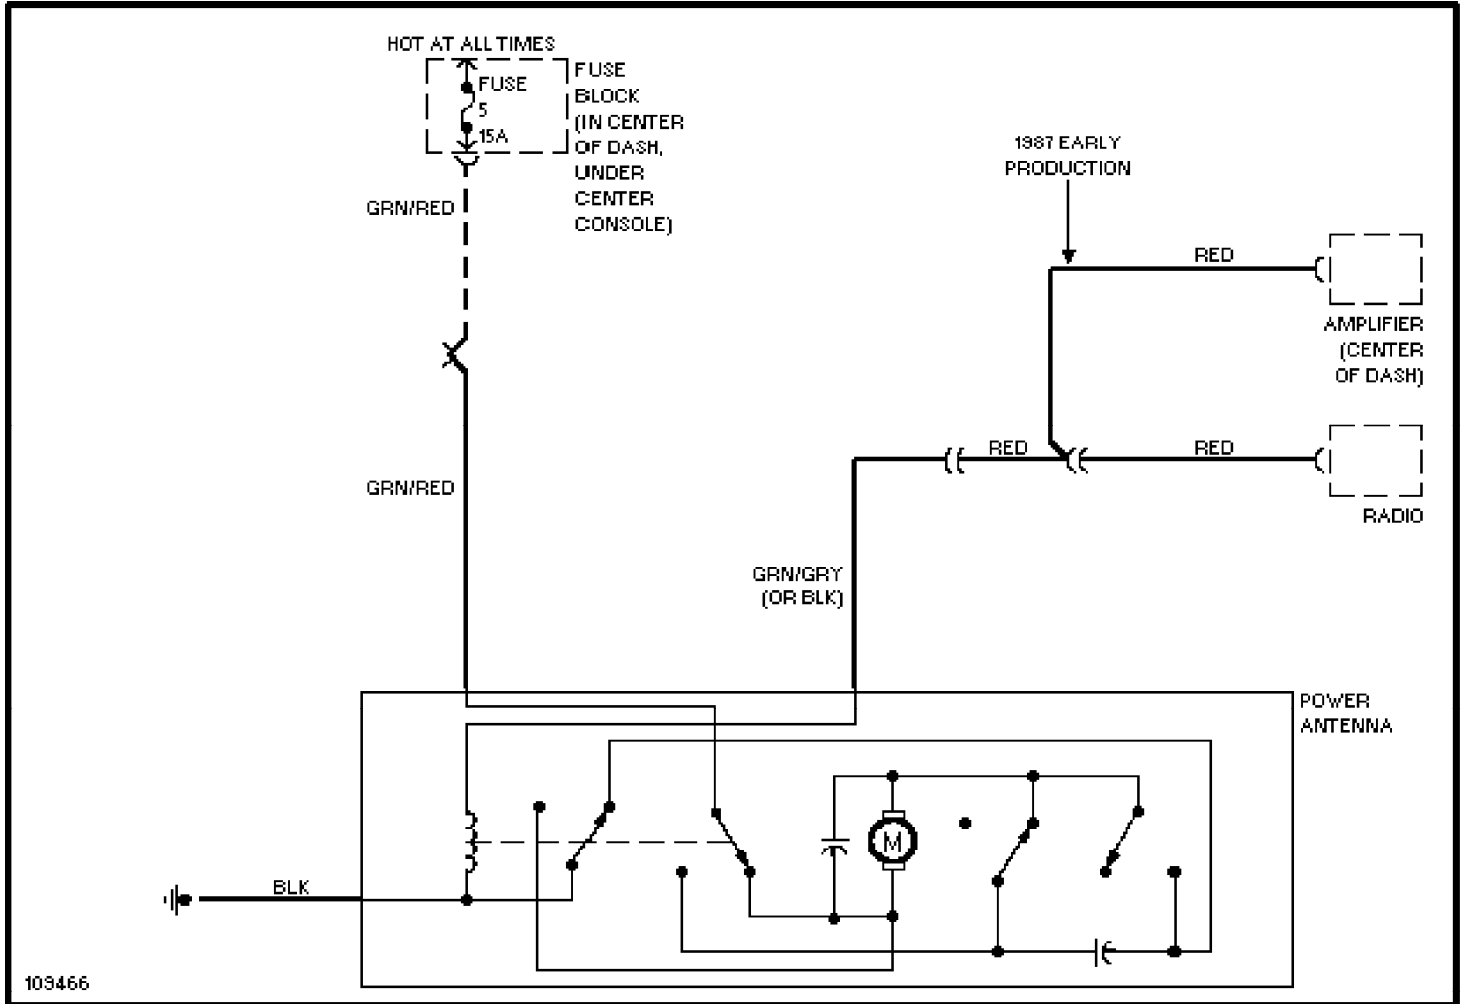 HOT AT ALL TIMES
FUSE
5
15A
FUSE
BLOCK
(IN CENTER
OF DASH,
UNDER
CENTER
CONSOLE)
GRN/RED
1987 EARLY
PRODUCTION
RED
AMPLIFIER
(CENTER
OF DASH)
RED
RED
RADIO
GRN/RED
GRN/GRY
(OR BLK)
POWER
ANTENNA
M
BLK
109466